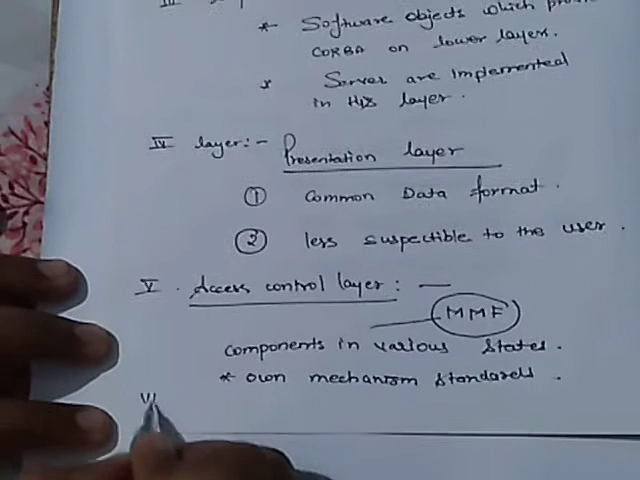 III
* Software objects which
CORBA on lower layers.
* Server are implemented
in this layer.
IV layer:- Presentation layer
① Common Data format.
② less suspectible to the user.
V. Access control layer: —
MMF
components in various states.
* own mechanism standards.